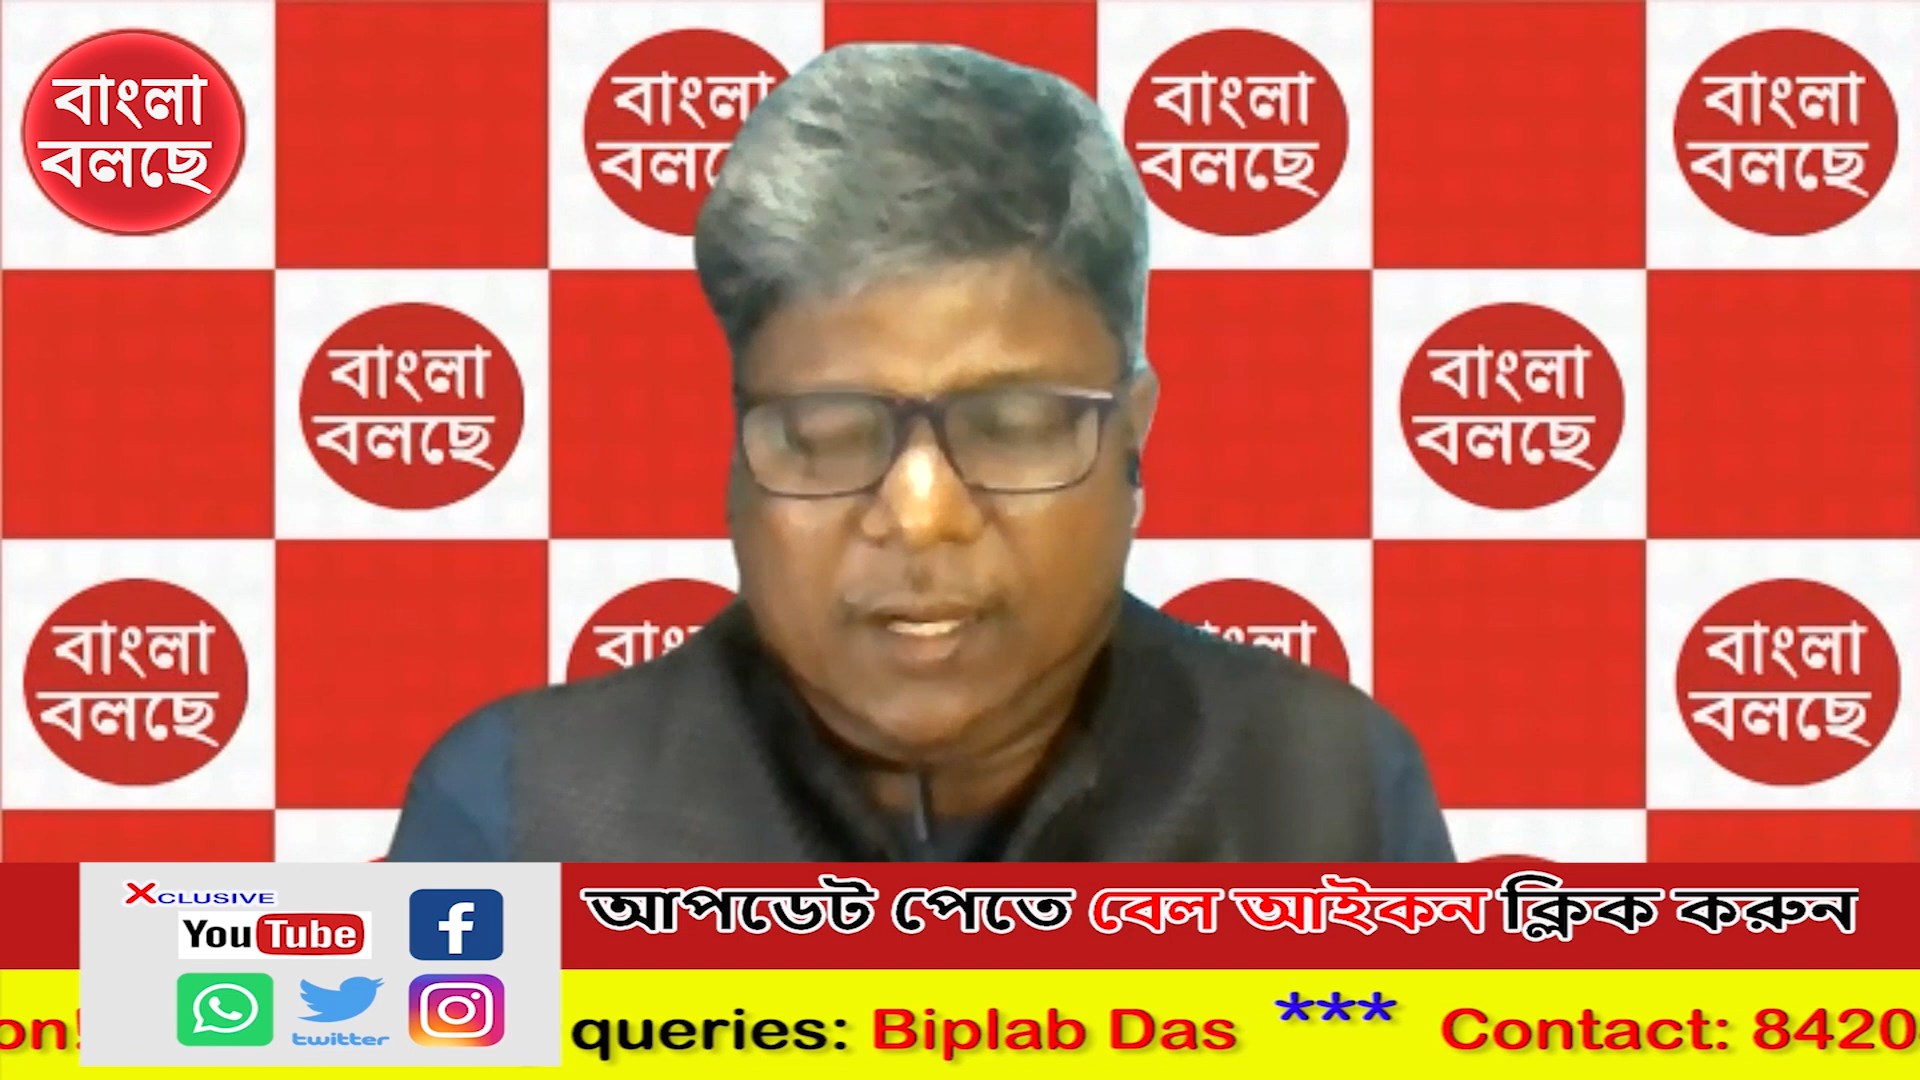 বাংলা
বলছে
বাংলা
বাংলা
বলছে
বাংলা
বলছে
বাংলা
বলছে
বাংলা
বলছে
বাংলা
বলছে
বাংলা
বলছে
XCLUSIVE
YouTube
twitter
আপডেট পেতে বেল আইকন ক্লিক করুন
queries: Biplab Das *** Contact: 8420